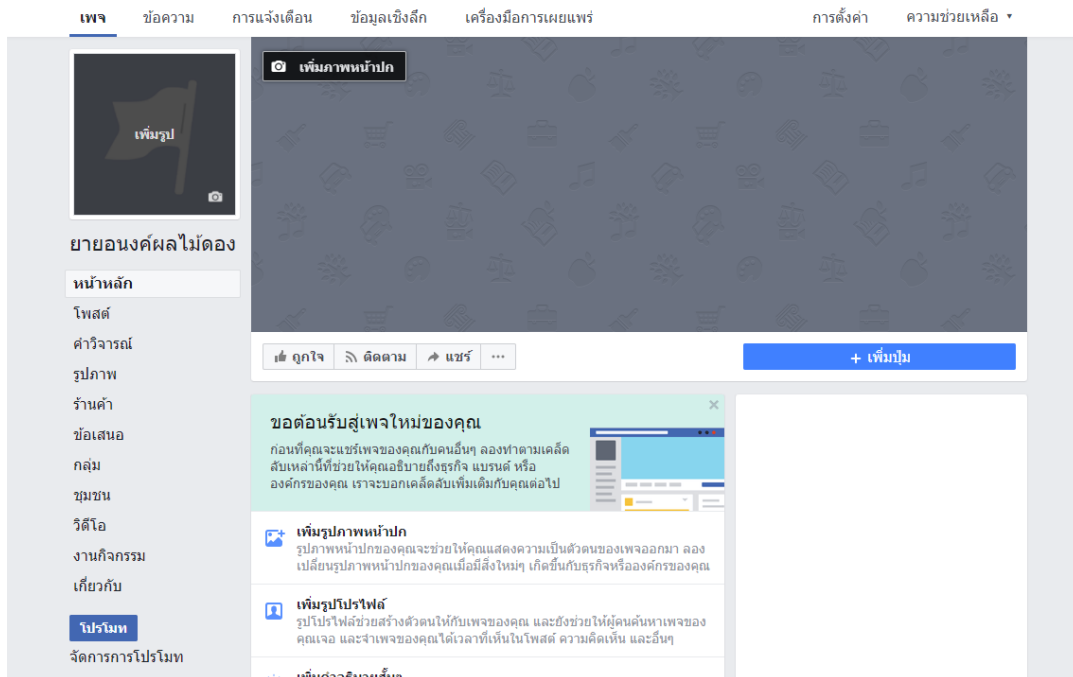 เพจ ข้อความ การแจ้งเตือน ข้อมูลเชิงลึก เครื่องมือการเผยแพร่ การตั้งค่า ความช่วยเหลือ
เพิ่มภาพหน้าปก
เพิ่มรูป
ยายอนงค์ผลไม้ดอง
หน้าหลัก
โพสต์
คำวิจารณ์
รูปภาพ
ร้านค้า
ข้อเสนอ
กลุ่ม
ชุมชน
วิดีโอ
งานกิจกรรม
เกี่ยวกับ
โปรโมท
จัดการการโปรโมท
ถูกใจ ติดตาม แชร์ ...
+ เพิ่มปุ่ม
ขอต้อนรับสู่เพจใหม่ของคุณ
ก่อนที่คุณจะแชร์เพจของคุณกับคนอื่นๆ ลองทำตามเคล็ด
ลับเหล่านี้ที่ช่วยให้คุณอธิบายถึงธุรกิจ แบรนด์ หรือ
องค์กรของคุณ เราจะบอกเคล็ดลับเพิ่มเติมกับคุณต่อไป
เพิ่มรูปภาพหน้าปก
รูปภาพหน้าปกของคุณจะช่วยให้คุณแสดงความเป็นตัวตนของเพจออกมา ลอง
เปลี่ยนรูปภาพหน้าปกของคุณเมื่อมีสิ่งใหม่ๆ เกิดขึ้นกับธุรกิจหรือองค์กรของคุณ
เพิ่มรูปโปรไฟล์
รูปโปรไฟล์ช่วยสร้างตัวตนให้กับเพจของคุณ และยังช่วยให้ผู้คนค้นหาเพจของ
คุณเจอ และจำเพจของคุณได้เวลาที่เห็นในโพสต์ ความคิดเห็น และอื่นๆ
เพิ่มคำอธิบายสั้นๆ